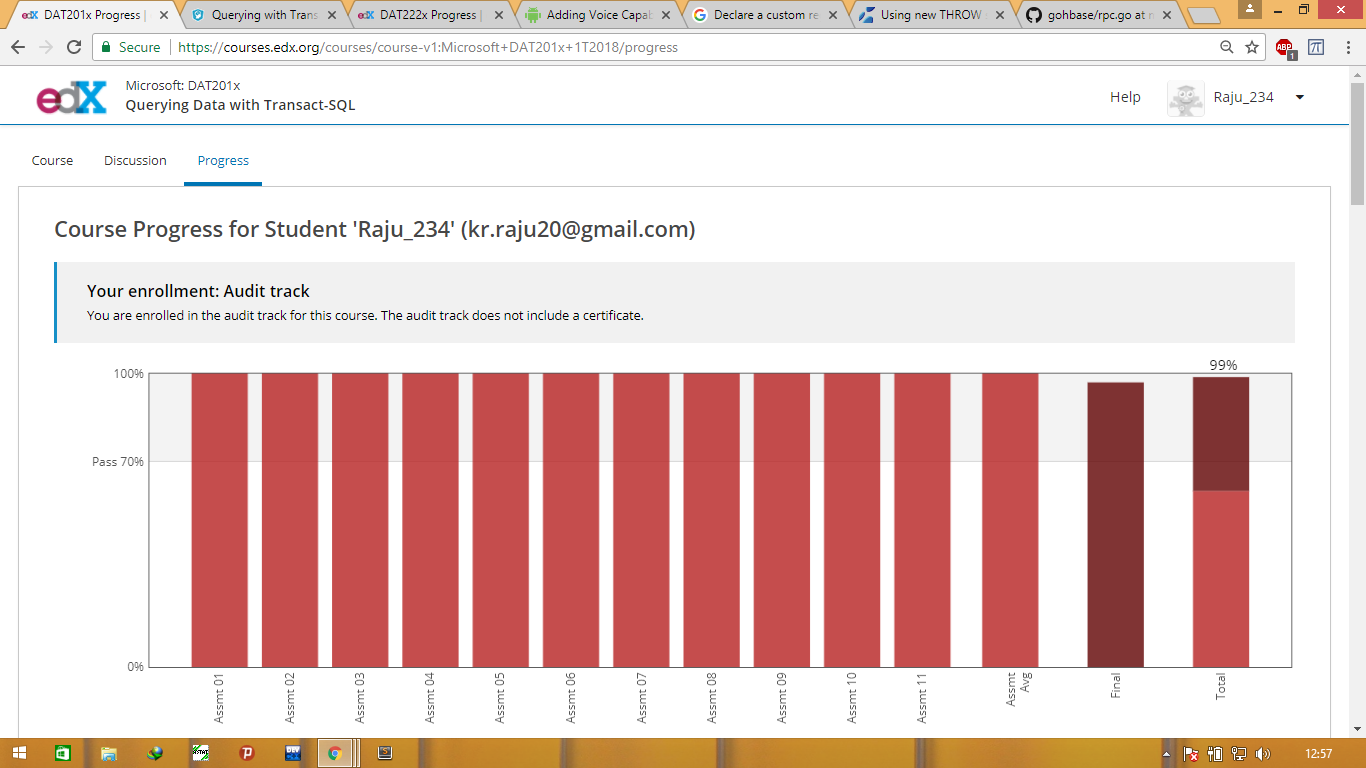 DAT201x Progress |
Querying with Trans
DAT222x Progress |
Adding Voice Capab
Declare a custom re
Using new THROW
gohbase/rpc.go at m
Secure
https://courses.edx.org/courses/course-v1:Microsoft+DAT201x+1T2018/progress
ABP
1
edX
Microsoft: DAT201x
Querying Data with Transact-SQL
Help
Raju_234
Course
Discussion
Progress
Course Progress for Student 'Raju_234' (kr.raju20@gmail.com)
Your enrollment: Audit track
You are enrolled in the audit track for this course. The audit track does not include a certificate.
99%
100%
Pass 70%
0%
Assmt 01
Assmt 02
Assmt 03
Assmt 04
Assmt 05
Assmt 06
Assmt 07
Assmt 08
Assmt 09
Assmt 10
Assmt 11
Assmt
Avg
Final
Total
12:57